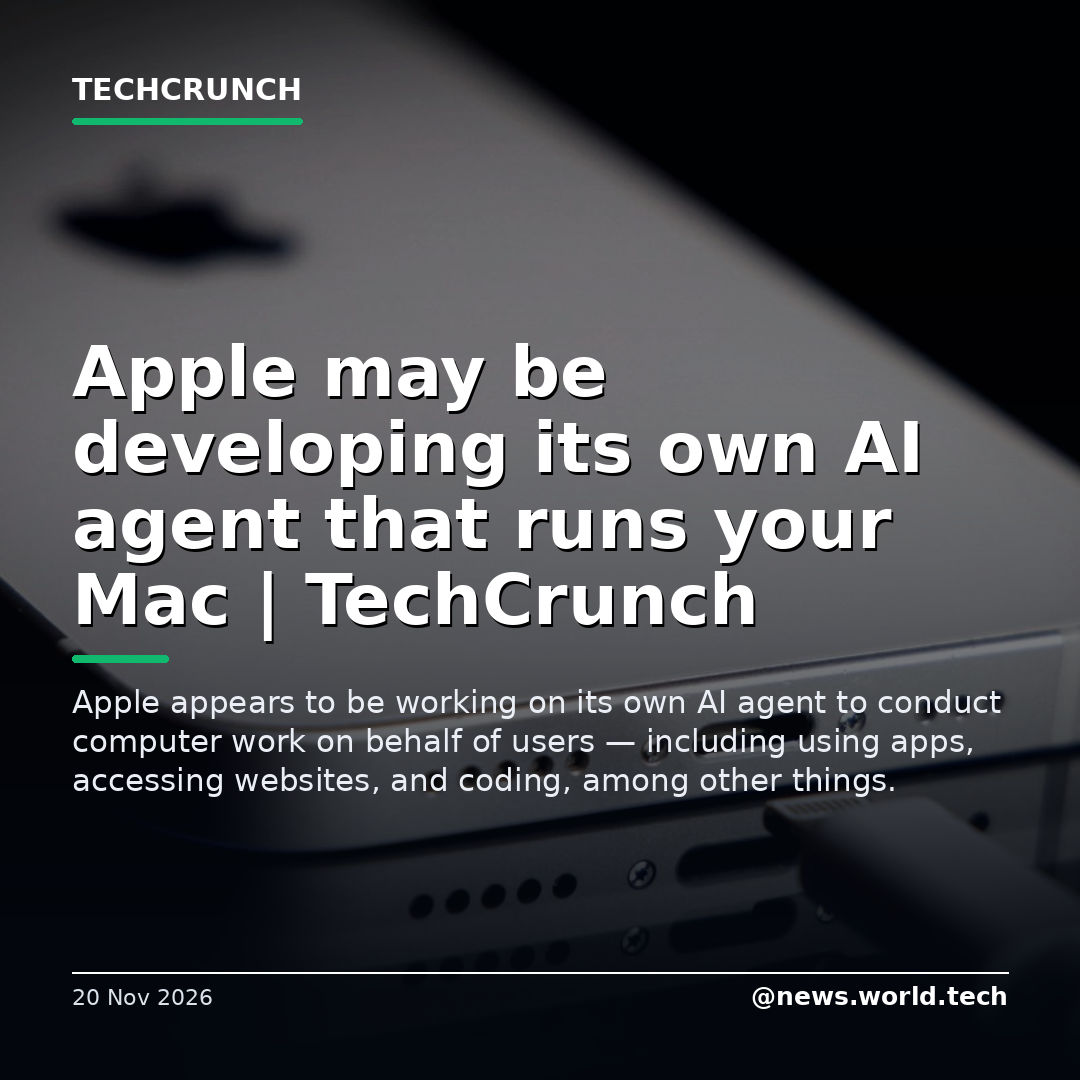 TECHCRUNCH
Apple may be
developing its own AI
agent that runs your
Mac | TechCrunch
Apple appears to be working on its own AI agent to conduct
computer work on behalf of users — including using apps,
accessing websites, and coding, among other things.
20 Nov 2026
@news.world.tech